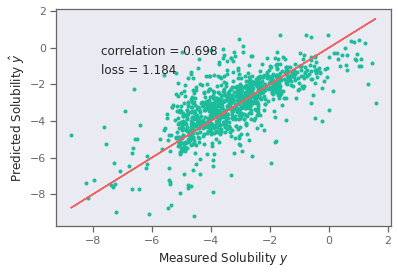 2
0
−2
−4
−6
−8
Predicted Solubility ŷ
correlation = 0.698
loss = 1.184
−8 −6 −4 −2 0 2
Measured Solubility y